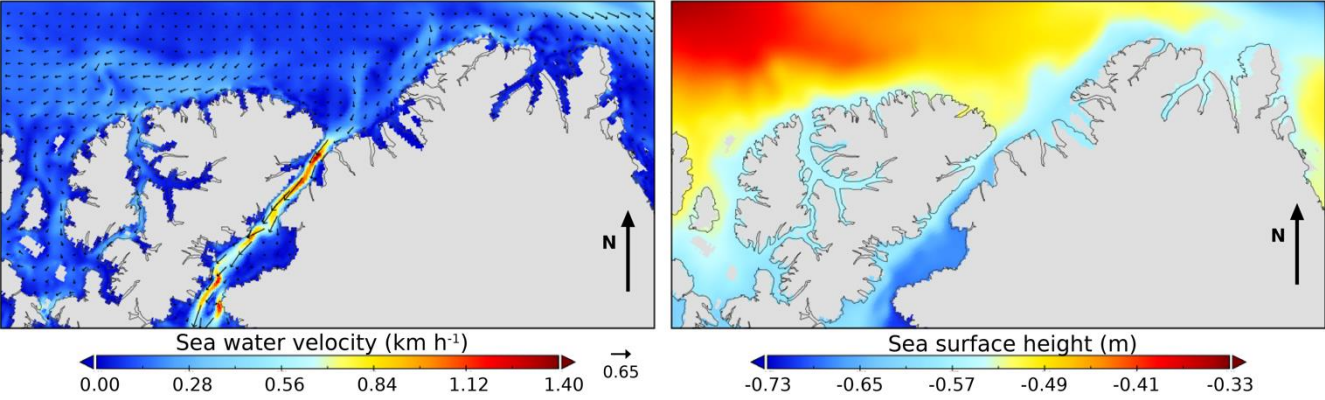 N
N
Sea water velocity (km h⁻¹)
0.00 0.28 0.56 0.84 1.12 1.40
0.65
Sea surface height (m)
-0.73 -0.65 -0.57 -0.49 -0.41 -0.33